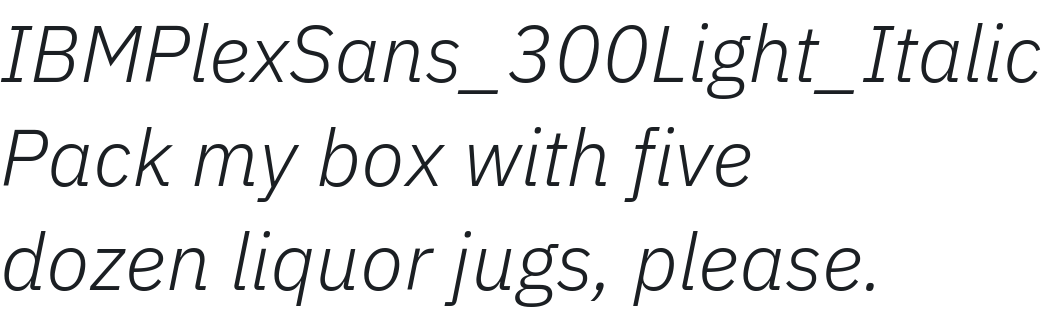 IBMPlexSans_300Light_Italic
Pack my box with five
dozen liquor jugs, please.